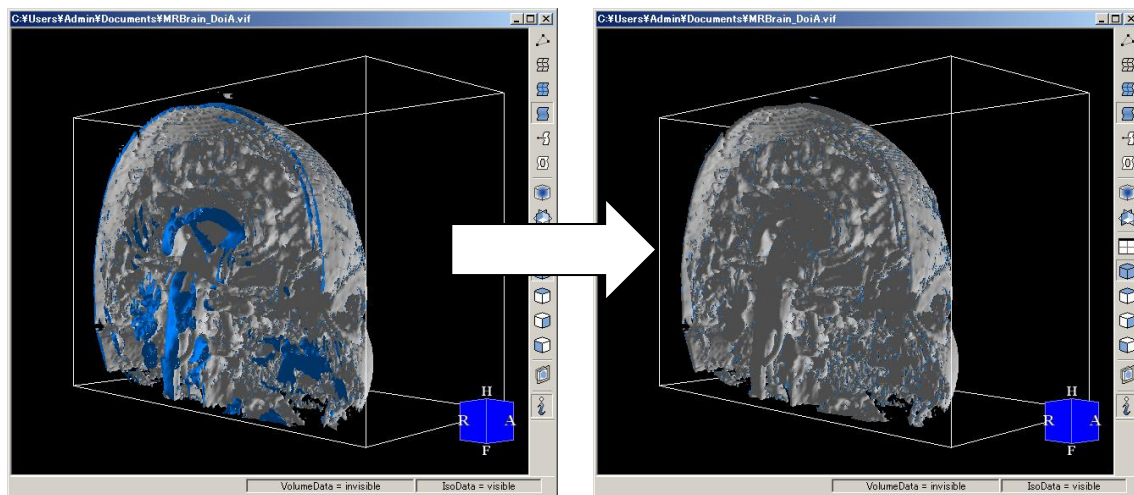 C:¥Users¥Admin¥Documents¥MRBrain_DoiA.vif
H
R A
F
VolumeData = invisible IsoData = visible
C:¥Users¥Admin¥Documents¥MRBrain_DoiA.vif
H
R A
F
VolumeData = invisible IsoData = visible